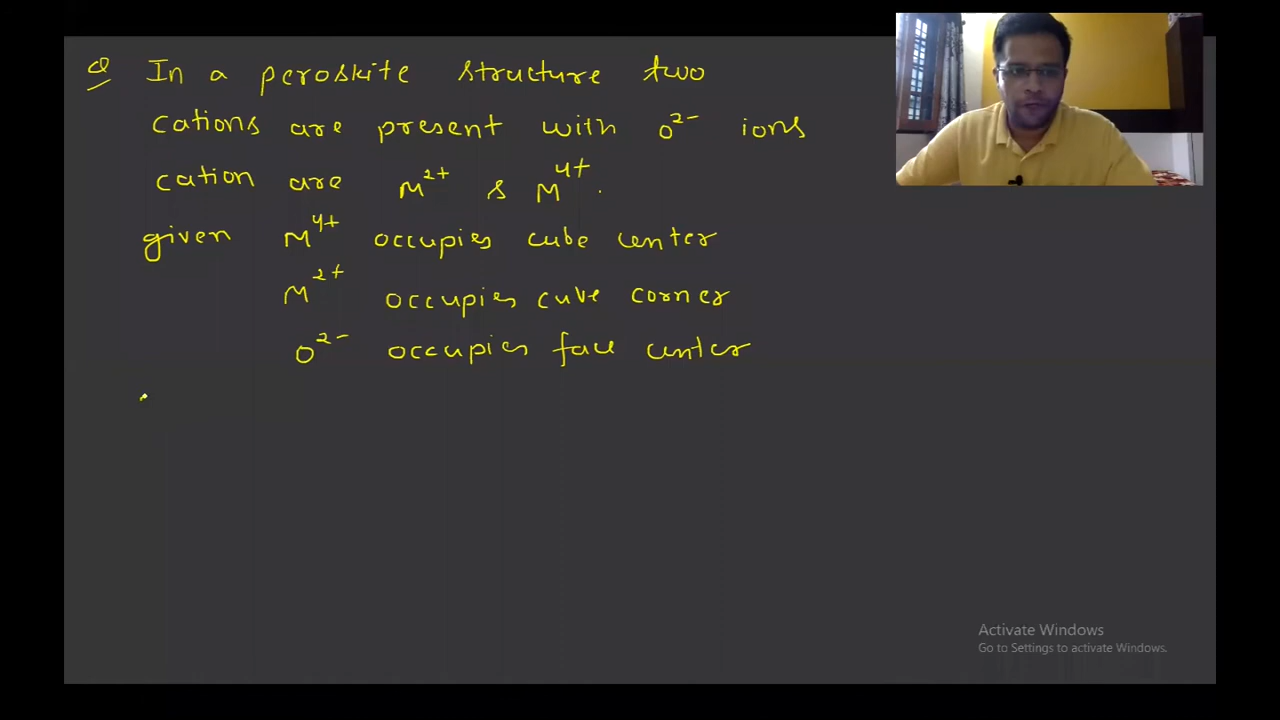 Q In a peroskite structure two
cations are present with O²⁻ ions
cation are M²⁺ & M⁴⁺.
given M⁴⁺ occupies cube center
M²⁺ occupies cube corner
O²⁻ occupies face center
Activate Windows
Go to Settings to activate Windows.